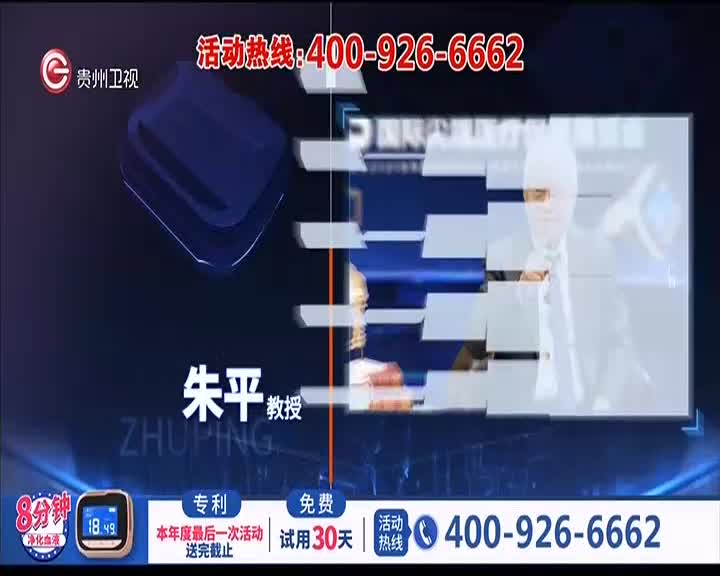 活动热线:400-926-6662
贵州卫视
朱平教授
ZHUPING
8分钟
净化血液
18.49
专利
本年度最后一次活动
送完截止
免费
试用30天
活动热线
400-926-6662